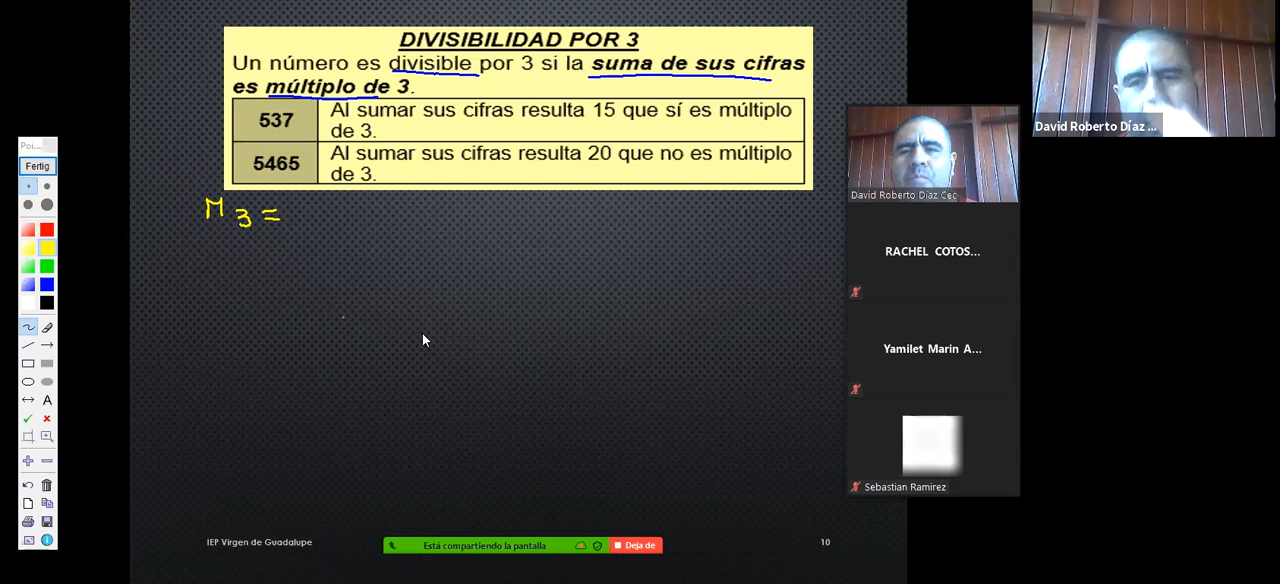 DIVISIBILIDAD POR 3
Un número es divisible por 3 si la suma de sus cifras
es múltiplo de 3.
537
Al sumar sus cifras resulta 15 que sí es múltiplo
de 3.
5465
Al sumar sus cifras resulta 20 que no es múltiplo
de 3.
M 3 =
Poi...
Fertig
A
David Roberto Díaz ...
David Roberto Díaz Cec
RACHEL COTOS...
Yamilet Marin A...
Sebastian Ramirez
IEP Virgen de Guadalupe
Está compartiendo la pantalla
Deja de
10